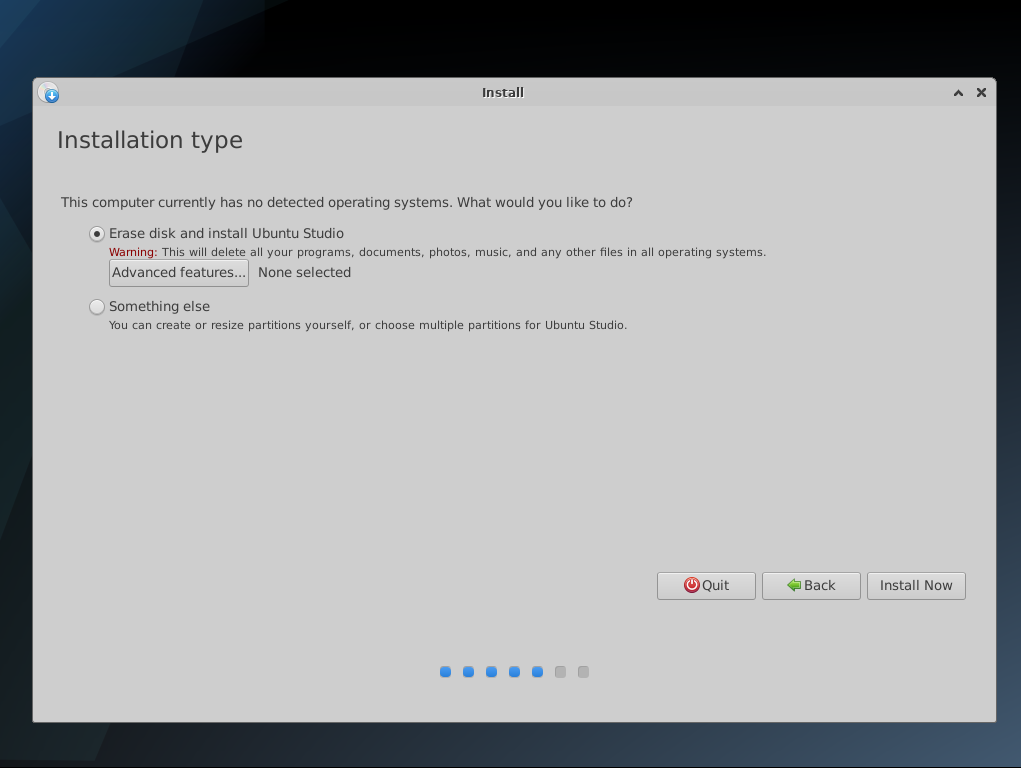 Install
Installation type
This computer currently has no detected operating systems. What would you like to do?
Erase disk and install Ubuntu Studio
Warning: This will delete all your programs, documents, photos, music, and any other files in all operating systems.
Advanced features... None selected
Something else
You can create or resize partitions yourself, or choose multiple partitions for Ubuntu Studio.
Quit Back Install Now